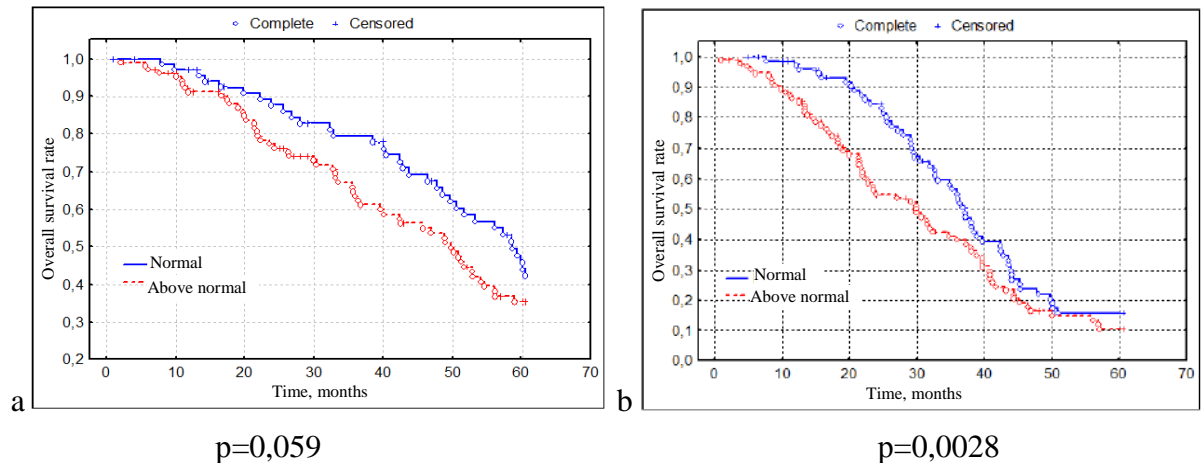 Complete + Censored
1,0
0,9
0,8
0,7
0,6
0,5
0,4
0,3
0,2
Overall survival rate
Normal
Above normal
0 10 20 30 40 50 60 70
Time, months
a
p=0,059
Complete + Censored
1,0
0,9
0,8
0,7
0,6
0,5
0,4
0,3
0,2
0,1
0,0
Overall survival rate
Normal
Above normal
0 10 20 30 40 50 60 70
Time, months
b
p=0,0028